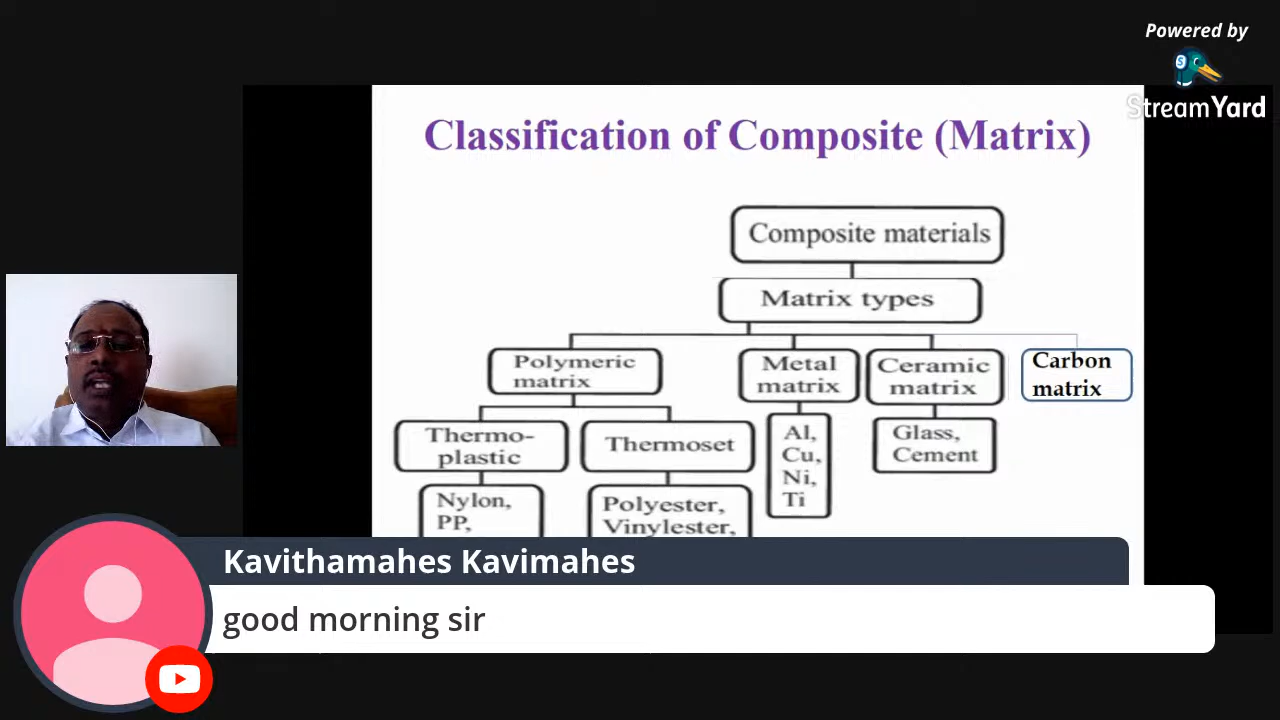 Powered by
StreamYard
Classification of Composite (Matrix)
Composite materials
Matrix types
Polymeric
matrix
Metal
matrix
Ceramic
matrix
Carbon
matrix
Thermo-
plastic
Thermoset
Al,
Cu,
Ni,
Ti
Glass,
Cement
Nylon,
PP,
Polyester,
Vinylester,
Kavithamahes Kavimahes
good morning sir